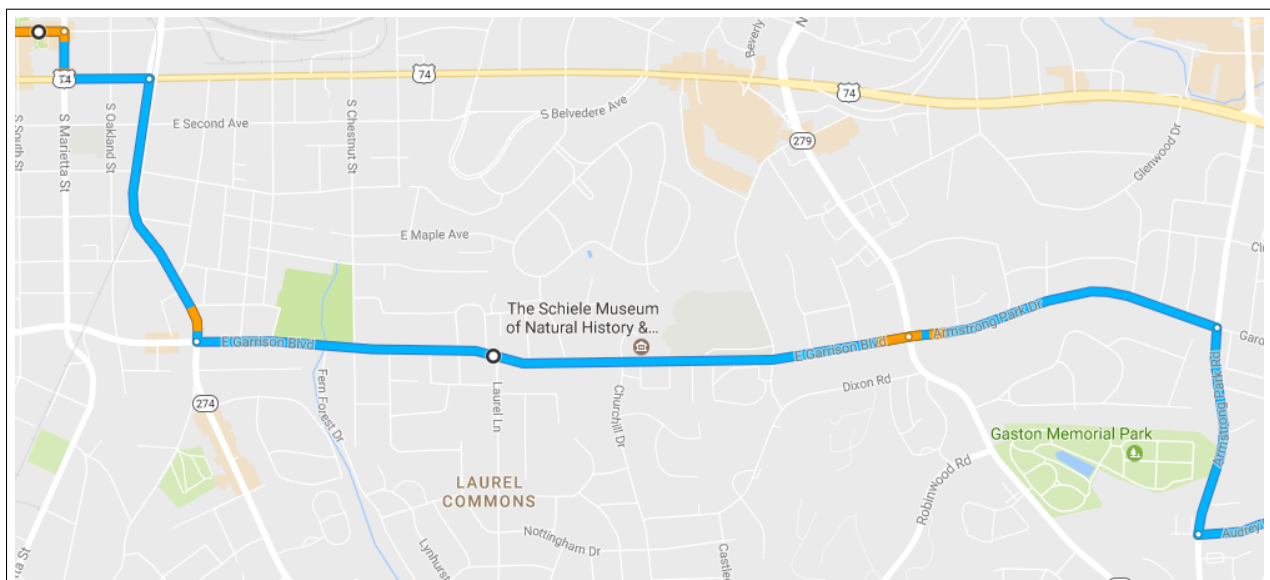 74
74
74
S South St
S Marietta St
S Oakland St
E Second Ave
S Chestnut St
S Belvedere Ave
Beverly
N
279
Glenwood Dr
E Maple Ave
The Schiele Museum
of Natural History &...
E Garrison Blvd
E Garrison Blvd
Armstrong Park Dr
Armstrong Park Rd
Dixon Rd
274
Fern Forest Dr
Laurel Ln
Churchill Dr
Gaston Memorial Park
Robinwood Rd
LAUREL
COMMONS
Nottingham Dr
Audrey